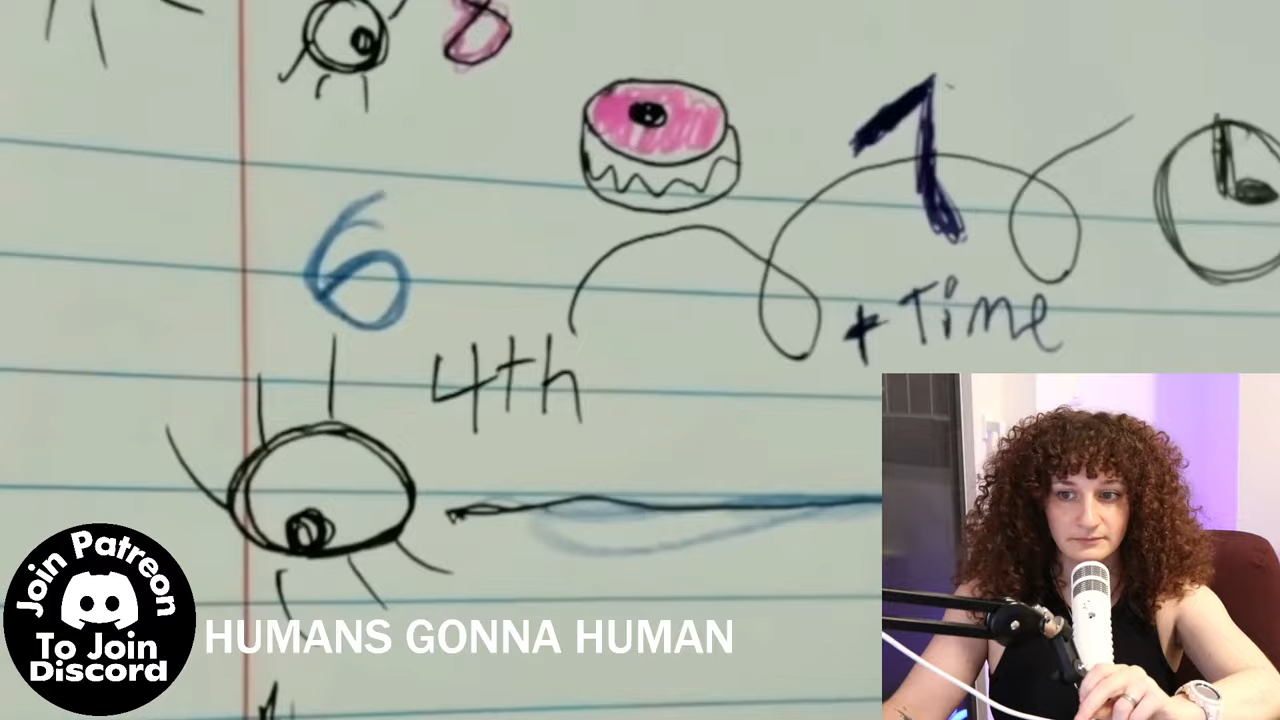 8
7
6
+ Time
4th
Join Patreon
To Join
Discord
HUMANS GONNA HUMAN